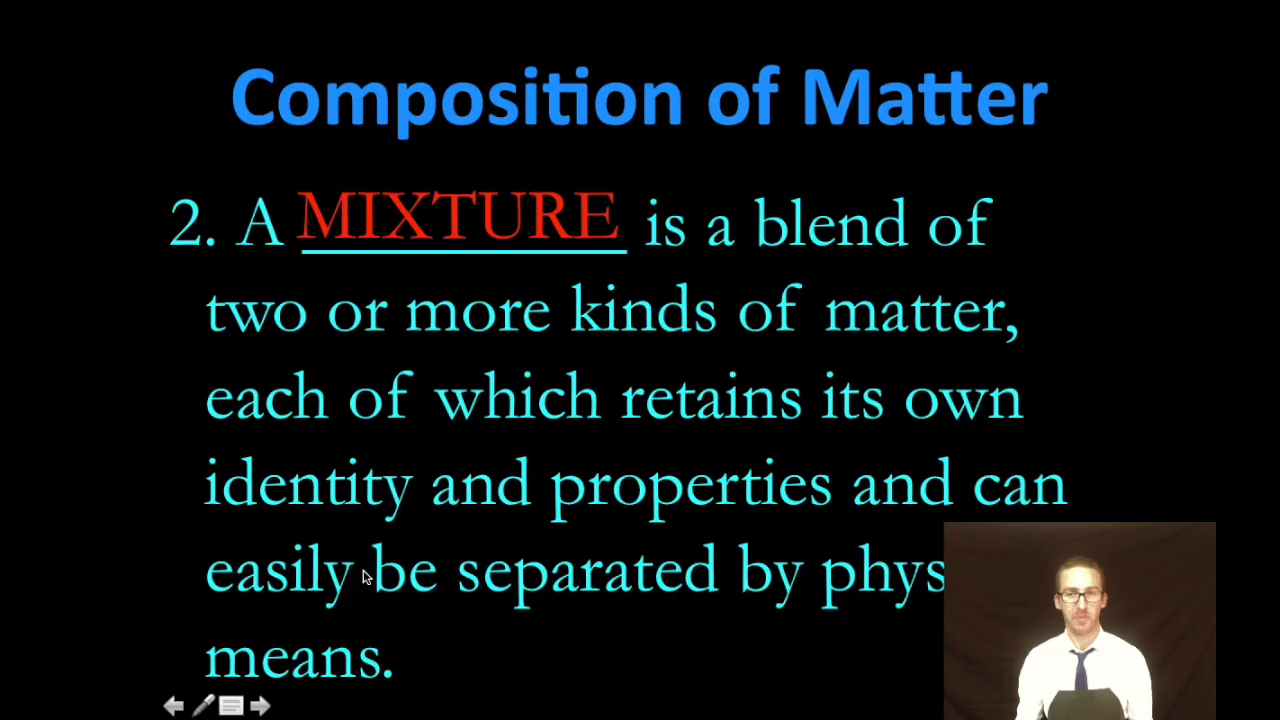 Composition of Matter
2. A MIXTURE is a blend of
two or more kinds of matter,
each of which retains its own
identity and properties and can
easily be separated by phys
means.